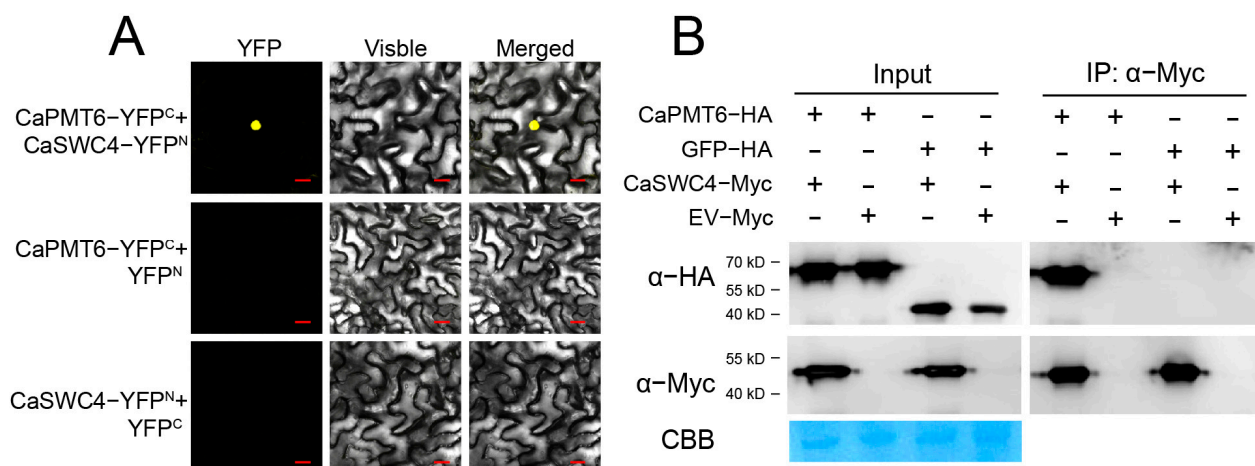 A
YFP Visble Merged
CaPMT6–YFPᶜ+
CaSWC4–YFPᴺ
CaPMT6–YFPᶜ+
YFPᴺ
CaSWC4–YFPᴺ+
YFPᶜ
B
Input IP: α–Myc
CaPMT6–HA + + – – + + – –
GFP–HA – – + + – – + +
CaSWC4–Myc + – + – + – + –
EV–Myc – + – + – + – +
α–HA
70 kD –
55 kD –
40 kD –
α–Myc
55 kD –
40 kD –
CBB